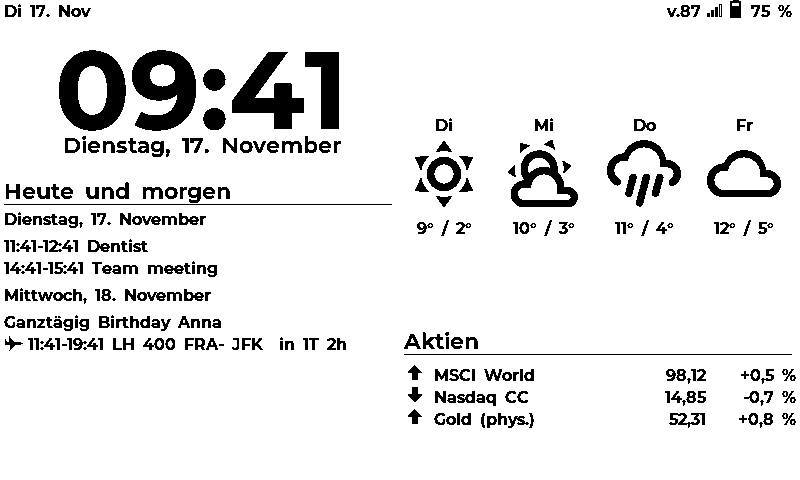 Di 17. Nov
v.87 75 %
09:41
Dienstag, 17. November
Heute und morgen
Dienstag, 17. November
11:41-12:41 Dentist
14:41-15:41 Team meeting
Mittwoch, 18. November
Ganztägig Birthday Anna
11:41-19:41 LH 400 FRA- JFK in 1T 2h
Di Mi Do Fr
9° / 2° 10° / 3° 11° / 4° 12° / 5°
Aktien
MSCI World 98,12 +0,5 %
Nasdaq CC 14,85 -0,7 %
Gold (phys.) 52,31 +0,8 %